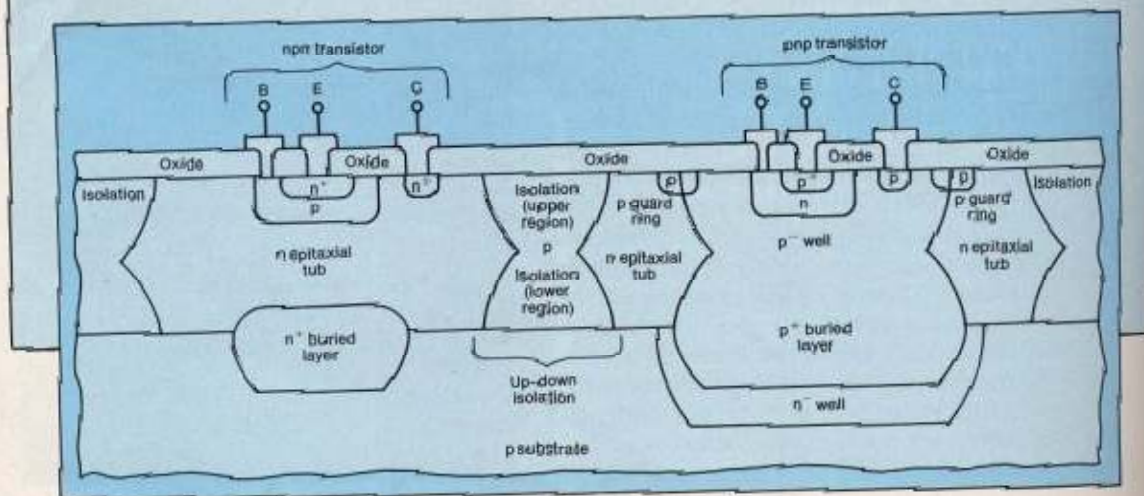 npn transistor
pnp transistor
B
E
C
B
E
C
Oxide
Oxide
Oxide
Oxide
Oxide
Isolation
n+
n+
p
Isolation
(upper
region)
p
Isolation
(lower
region)
p
p guard
ring
n epitaxial
tub
p+
n
p
p
p guard
ring
Isolation
n epitaxial
tub
p- well
n epitaxial
tub
n+ buried
layer
p+ buried
layer
Up-down
isolation
n- well
p substrate